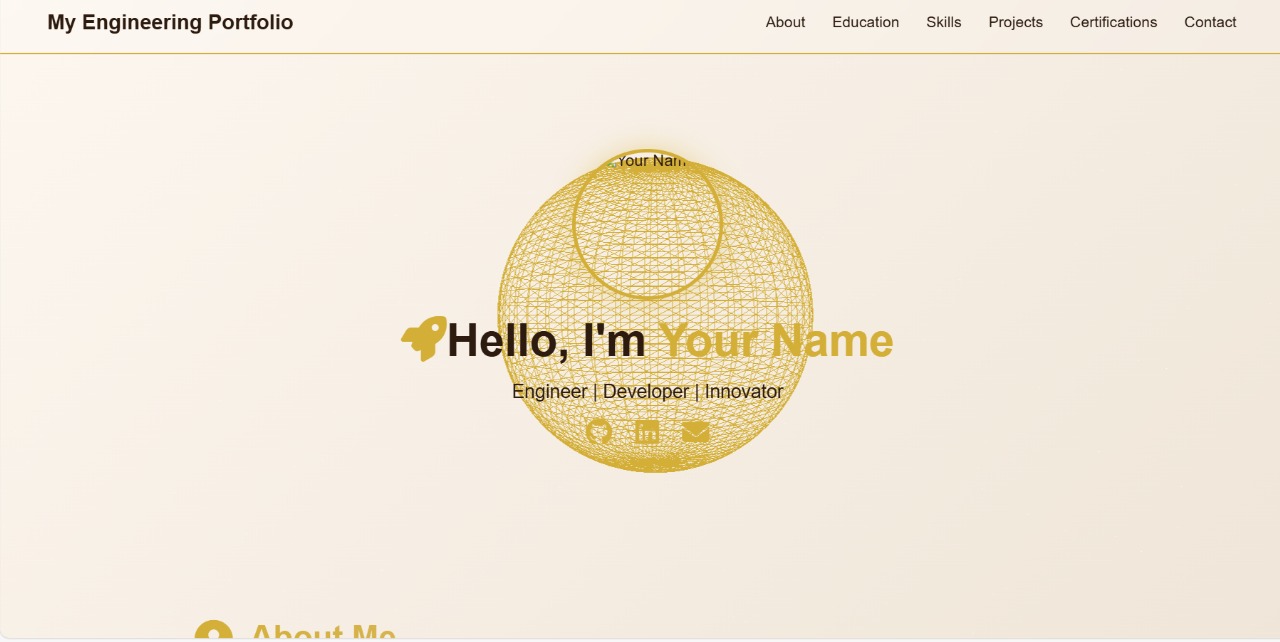 My Engineering Portfolio
About Education Skills Projects Certifications Contact
Your Nam
Hello, I'm Your Name
Engineer | Developer | Innovator
About Me